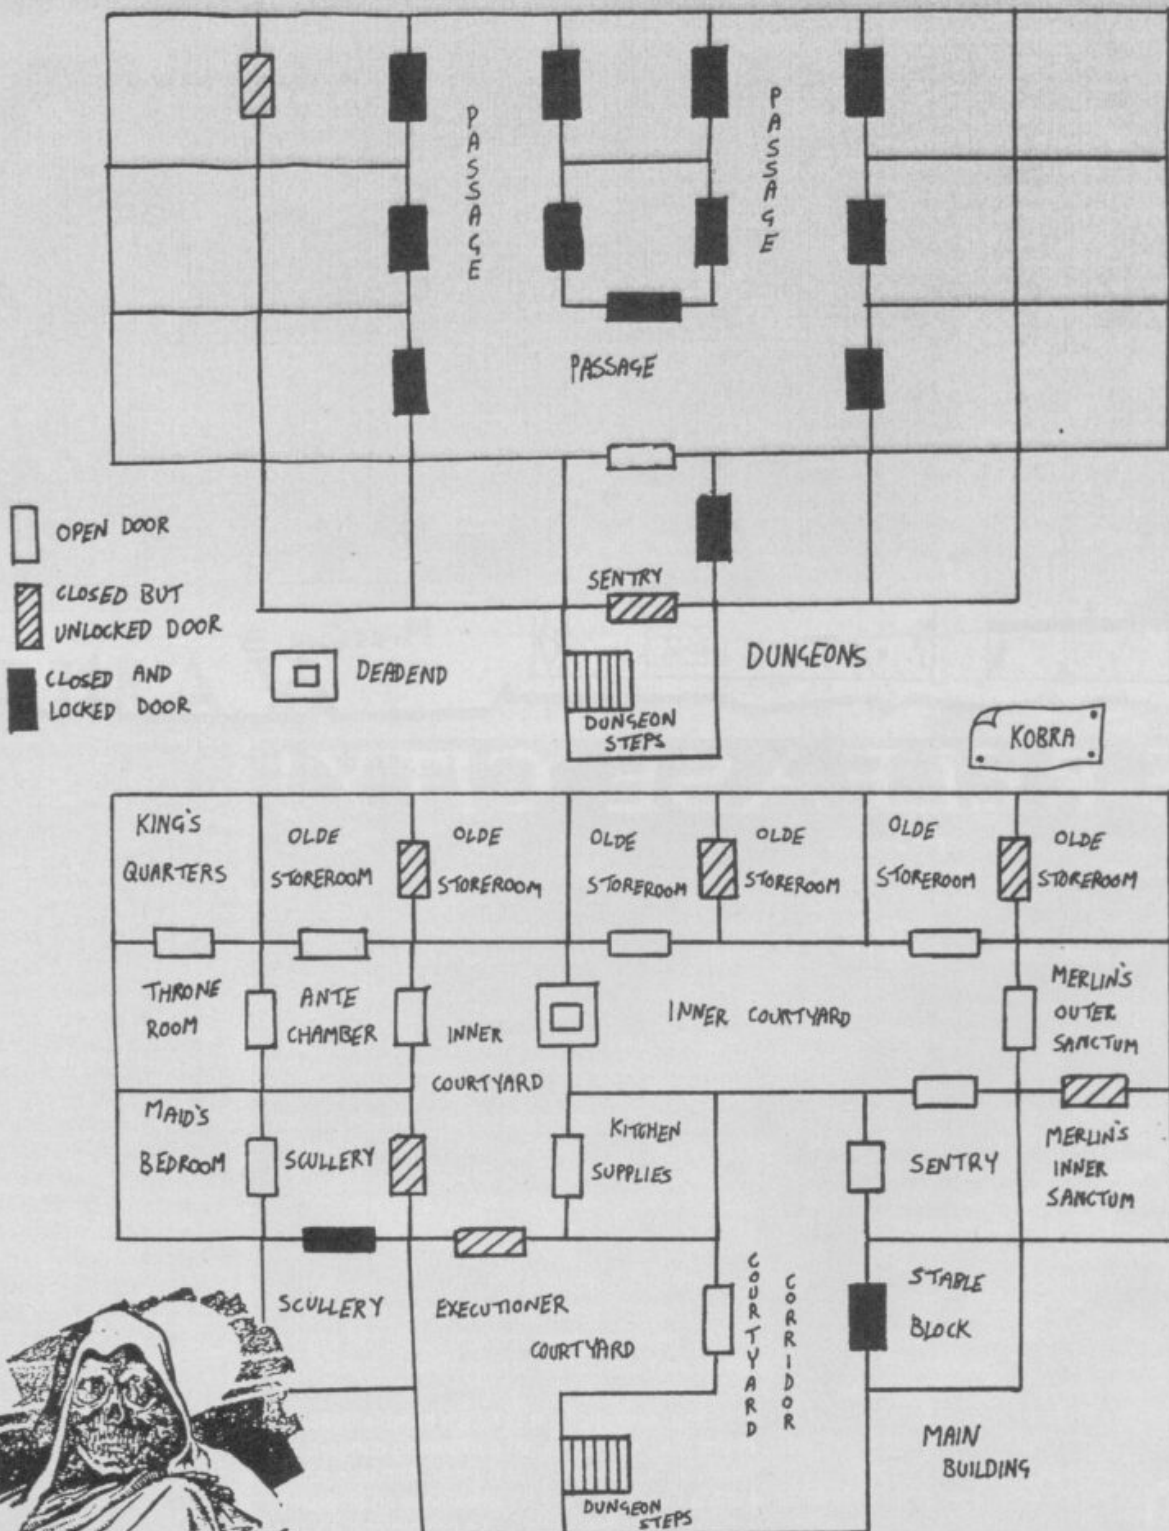 PASSAGE
PASSAGE
PASSAGE
OPEN DOOR
CLOSED BUT
UNLOCKED DOOR
CLOSED AND
LOCKED DOOR
SENTRY
DEADEND
DUNGEONS
DUNGEON
STEPS
KOBRA
KING'S
QUARTERS
OLDE
STOREROOM
OLDE
STOREROOM
OLDE
STOREROOM
OLDE
STOREROOM
OLDE
STOREROOM
OLDE
STOREROOM
THRONE
ROOM
ANTE
CHAMBER
INNER
COURTYARD
INNER COURTYARD
MERLIN'S
OUTER
SANCTUM
MAID'S
BEDROOM
SCULLERY
KITCHEN
SUPPLIES
SENTRY
MERLIN'S
INNER
SANCTUM
SCULLERY
EXECUTIONER
COURTYARD
COURTYARD
CORRIDOR
STABLE
BLOCK
DUNGEON
STEPS
MAIN
BUILDING